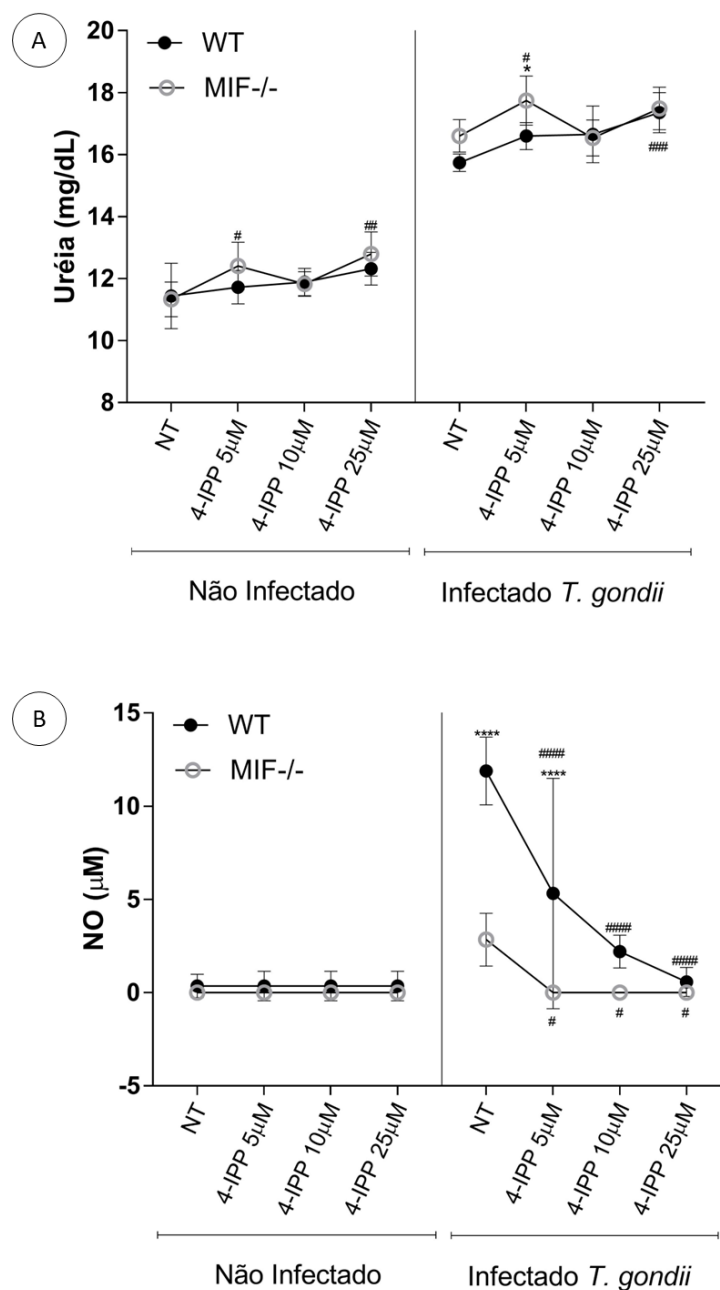 A
WT
MIF-/-
Uréia (mg/dL)
20
18
16
14
12
10
8
#
##
#
*
###
NT
4-IPP 5μM
4-IPP 10μM
4-IPP 25μM
NT
4-IPP 5μM
4-IPP 10μM
4-IPP 25μM
Não Infectado
Infectado T. gondii
B
WT
MIF-/-
NO (μM)
15
10
5
0
-5
****
####
****
####
####
#
#
#
NT
4-IPP 5μM
4-IPP 10μM
4-IPP 25μM
NT
4-IPP 5μM
4-IPP 10μM
4-IPP 25μM
Não Infectado
Infectado T. gondii